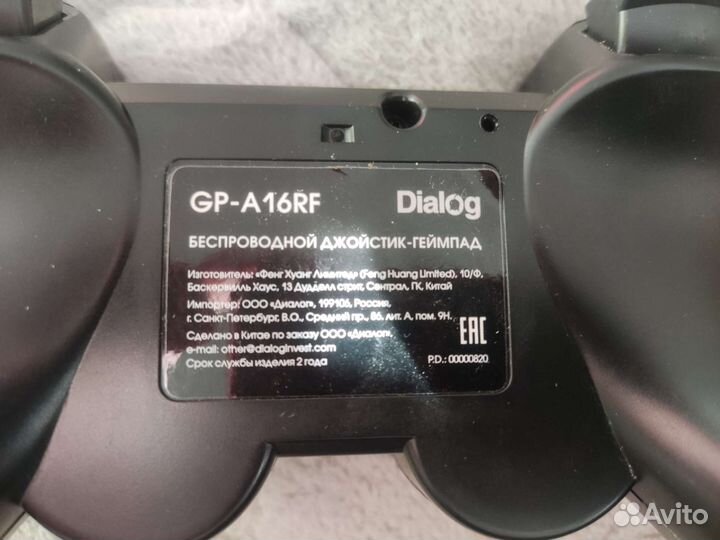 GP-A16RF Dialog
БЕСПРОВОДНОЙ ДЖОЙСТИК-ГЕЙМПАД
Изготовитель: «Фенг Хуанг Лимитед» (Feng Huang Limited), 10/Ф,
Баскервилль Хаус, 13 Дудделл стрит, Сентрал, ГК, Китай
Импортер: ООО «Диалог», 199106, Россия,
г. Санкт-Петербург, В.О., Средний пр., 86, лит. А, пом. 9Н.
Сделано в Китае по заказу ООО «Диалог».
e-mail: other@dialoginvest.com
Срок службы изделия 2 года
EAC
P.D.: 00000820
Avito